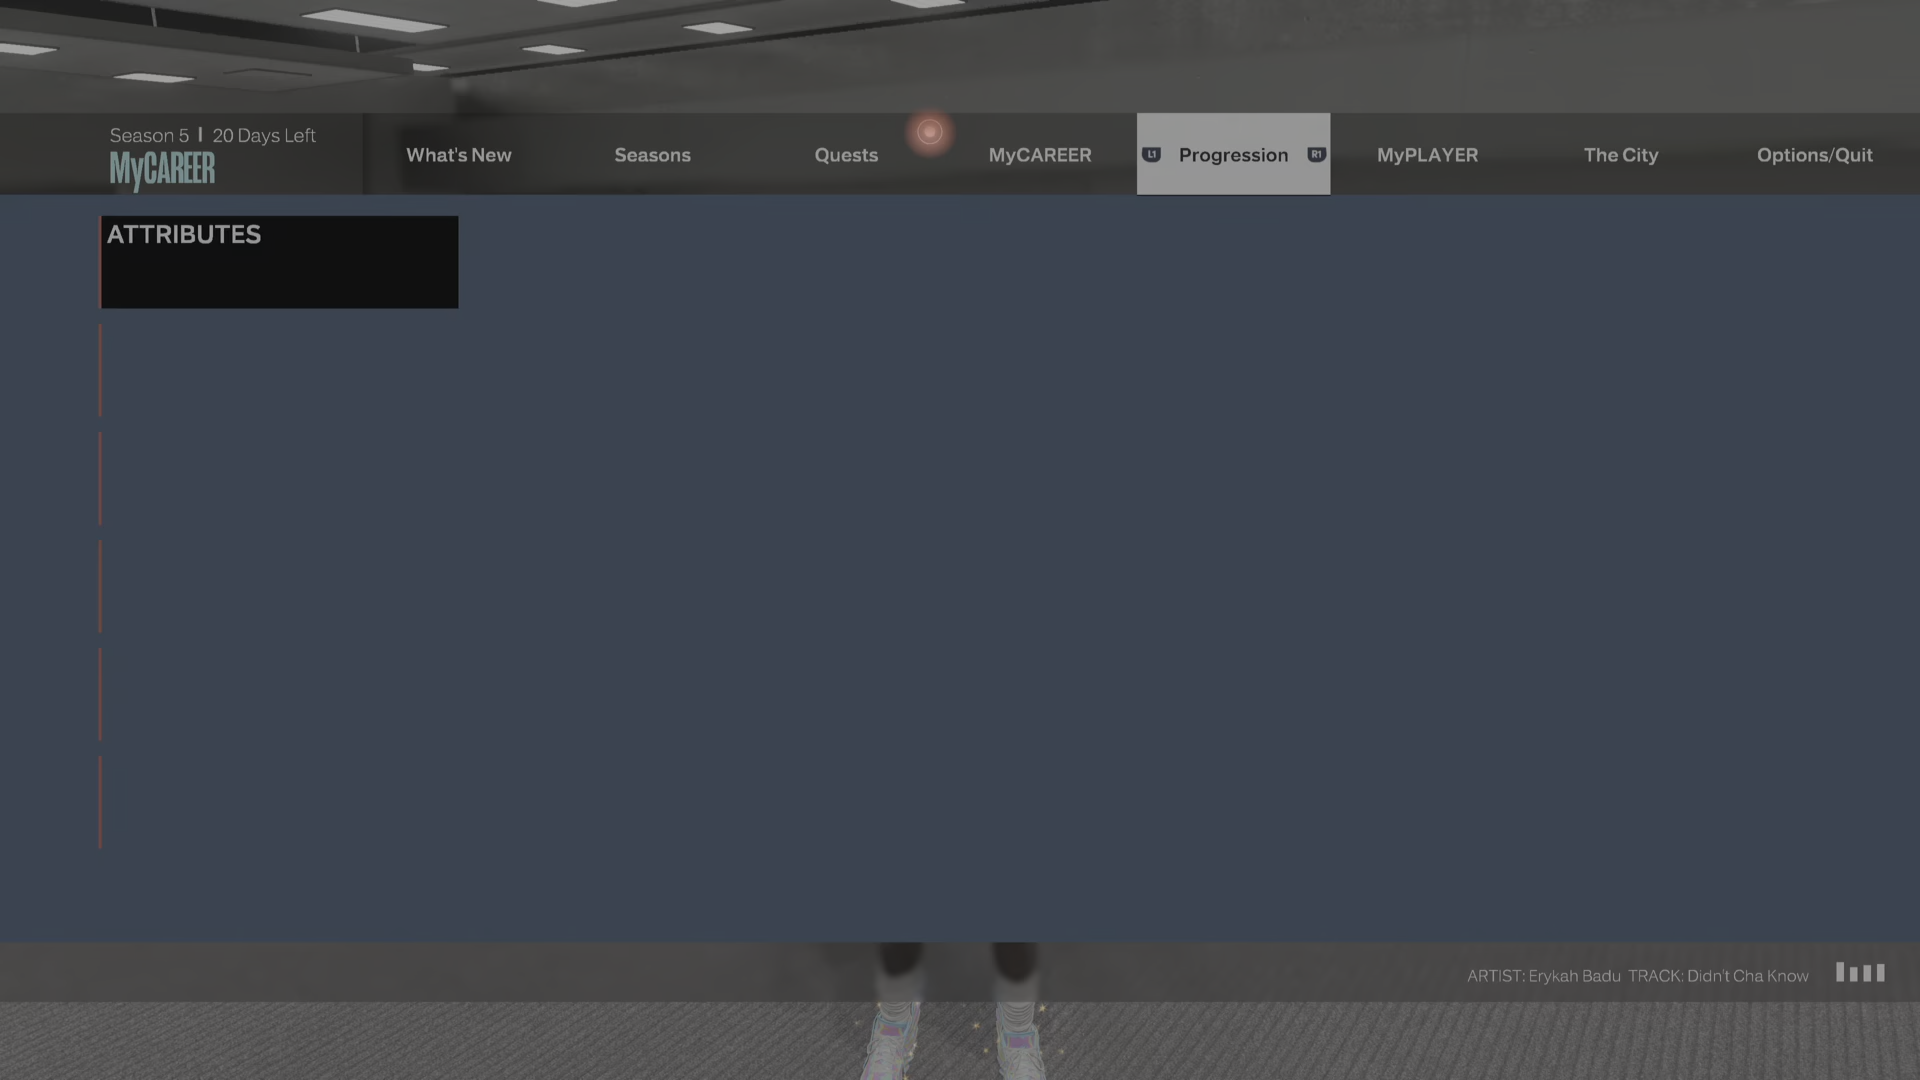 Season 5 | 20 Days Left
MyCAREER
What's New
Seasons
Quests
MyCAREER
L1 Progression R1
MyPLAYER
The City
Options/Quit
ATTRIBUTES
ARTIST: Erykah Badu TRACK: Didn't Cha Know